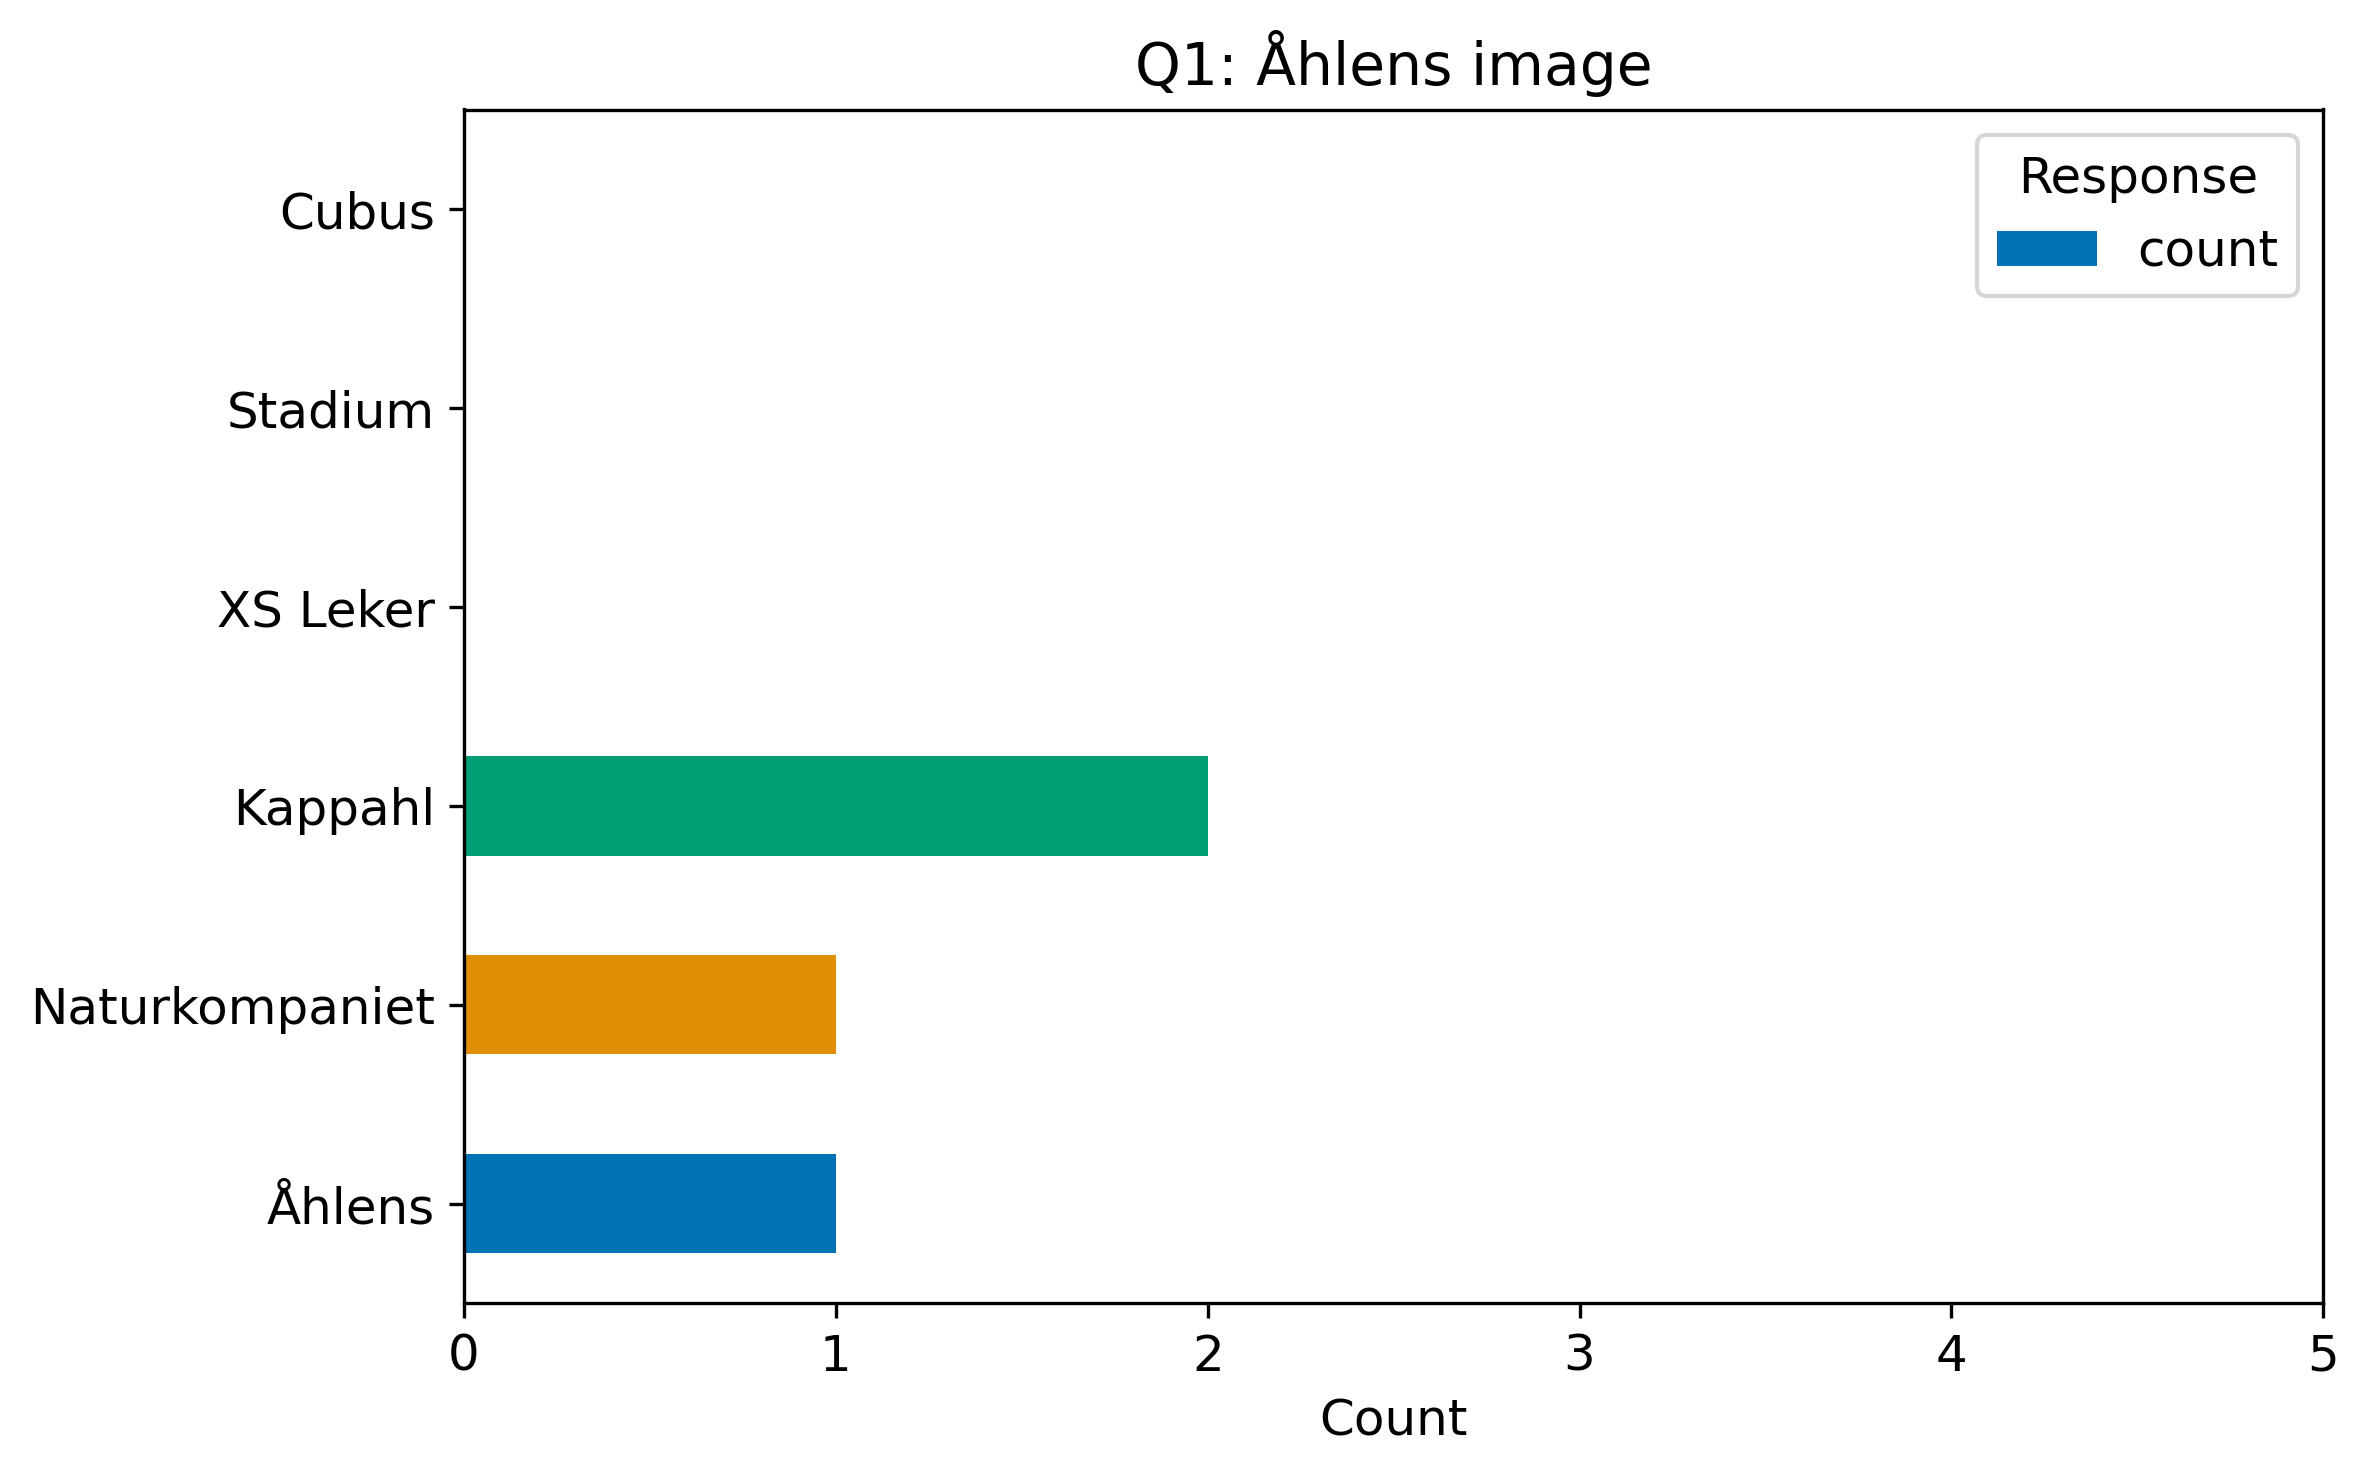 Q1: Åhlens image
Response
count
Cubus
Stadium
XS Leker
Kappahl
Naturkompaniet
Åhlens
0 1 2 3 4 5
Count